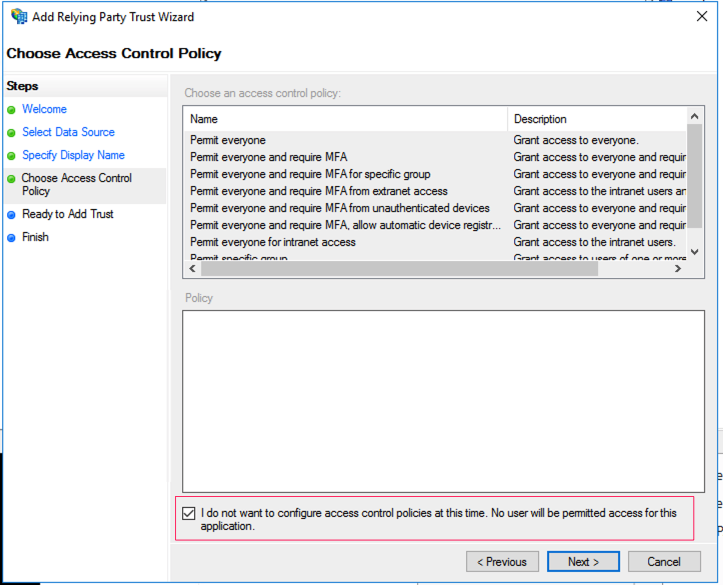 Add Relying Party Trust Wizard
Choose Access Control Policy
Steps
Welcome
Select Data Source
Specify Display Name
Choose Access Control
Policy
Ready to Add Trust
Finish
Choose an access control policy:
Name Description
Permit everyone Grant access to everyone.
Permit everyone and require MFA Grant access to everyone and requir
Permit everyone and require MFA for specific group Grant access to everyone and requir
Permit everyone and require MFA from extranet access Grant access to the intranet users ar
Permit everyone and require MFA from unauthenticated devices Grant access to everyone and requir
Permit everyone and require MFA, allow automatic device registr... Grant access to everyone and requir
Permit everyone for intranet access Grant access to the intranet users.
Permit specific group Grant access to users of one or more
Policy
I do not want to configure access control policies at this time. No user will be permitted access for this
application.
< Previous Next > Cancel